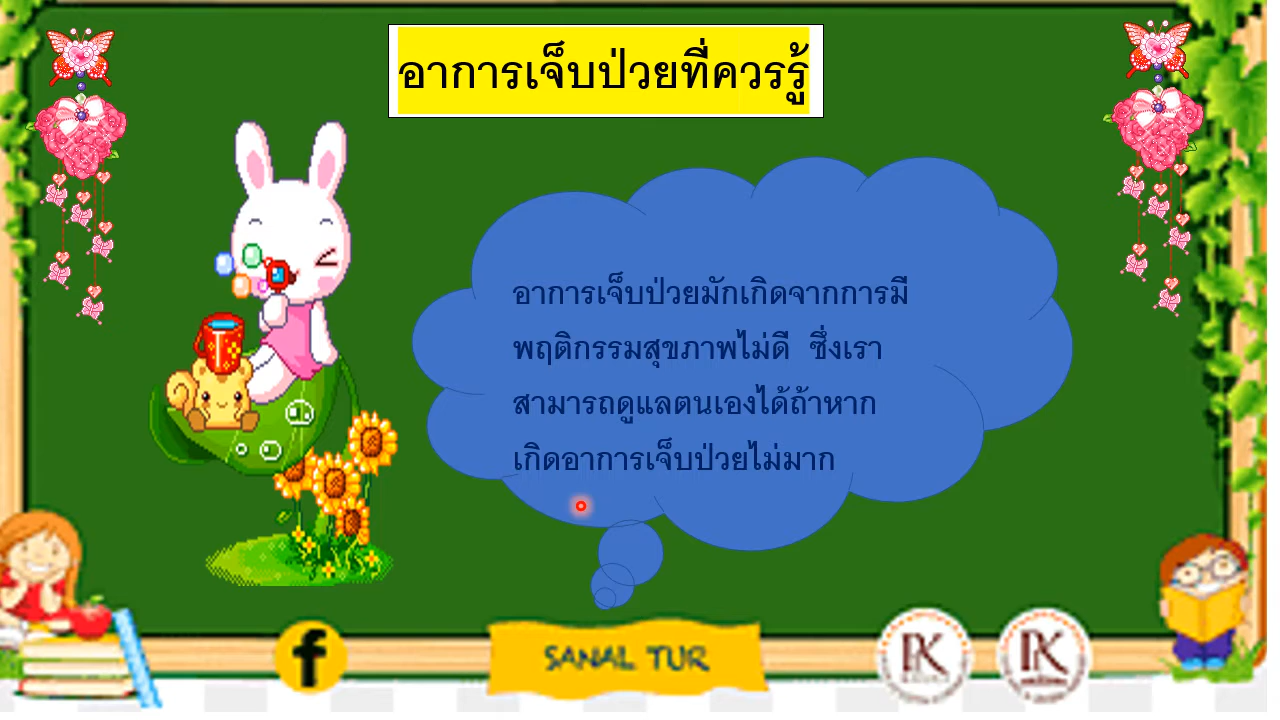 อาการเจ็บป่วยที่ควรรู้
อาการเจ็บป่วยมักเกิดจากการมี
พฤติกรรมสุขภาพไม่ดี ซึ่งเรา
สามารถดูแลตนเองได้ถ้าหาก
เกิดอาการเจ็บป่วยไม่มาก
f
SANAL TUR
PK
PK